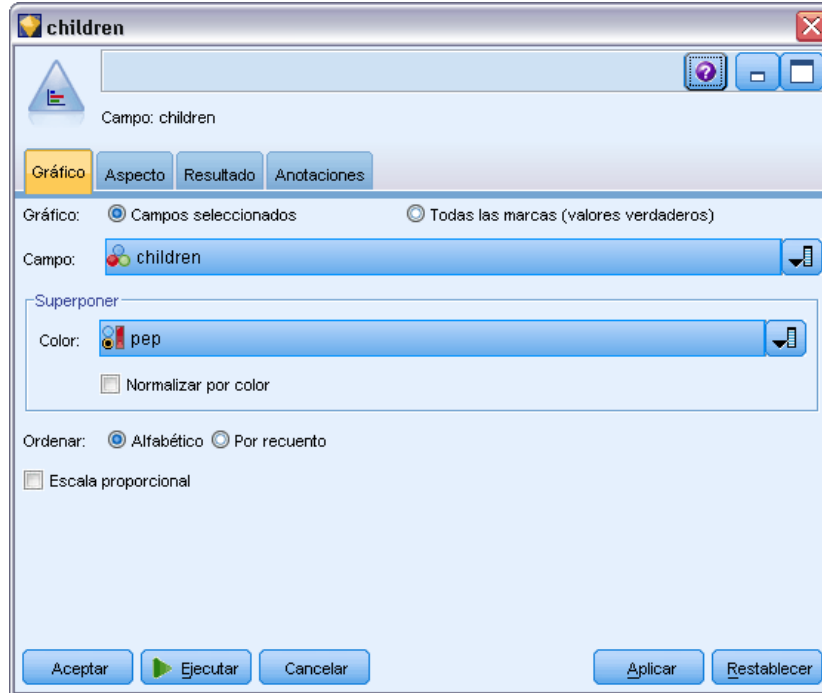 children
Campo: children
Gráfico Aspecto Resultado Anotaciones
Gráfico: Campos seleccionados Todas las marcas (valores verdaderos)
Campo: children
Superponer
Color: pep
Normalizar por color
Ordenar: Alfabético Por recuento
Escala proporcional
Aceptar Ejecutar Cancelar Aplicar Restablecer